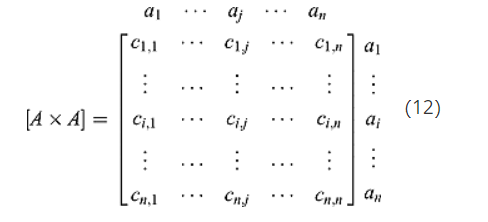 a₁ ⋯ aⱼ ⋯ aₙ
c₁,₁ ⋯ c₁,ⱼ ⋯ c₁,ₙ a₁
⋮ … ⋮ … ⋮ ⋮
[A × A] = cᵢ,₁ ⋯ cᵢ,ⱼ ⋯ cᵢ,ₙ aᵢ (12)
⋮ … ⋮ … ⋮ ⋮
cₙ,₁ ⋯ cₙ,ⱼ ⋯ cₙ,ₙ aₙ